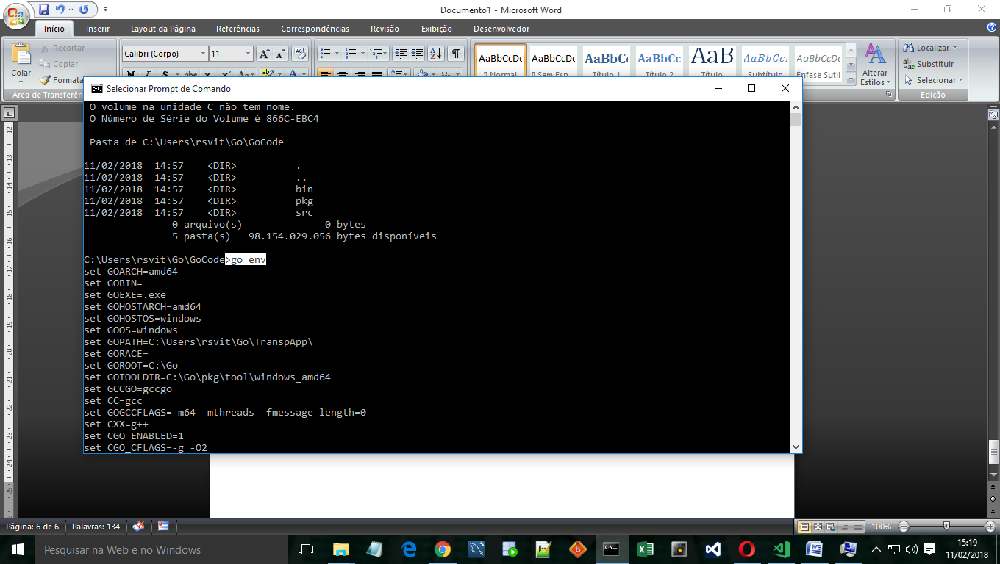 Documento1 - Microsoft Word
Início Inserir Layout da Página Referências Correspondências Revisão Exibição Desenvolvedor
Colar
Recortar
Copiar
Área de Transferên
Calibri (Corpo) 11
AaBbCcDc AaBbCcDc AaBbCc AaBbCc AaB AaBbCc. AaBbCcDc
¶ Normal ¶ Sem Esp... Título 1 Título 2 Título Subtítulo Ênfase Sutil
Alterar Estilos
Localizar
Substituir
Selecionar
Edição
Selecionar Prompt de Comando
O volume na unidade C não tem nome.
O Número de Série do Volume é 866C-EBC4
Pasta de C:\Users\rsvit\Go\GoCode
11/02/2018 14:57 <DIR> .
11/02/2018 14:57 <DIR> ..
11/02/2018 14:57 <DIR> bin
11/02/2018 14:57 <DIR> pkg
11/02/2018 14:57 <DIR> src
0 arquivo(s) 0 bytes
5 pasta(s) 98.154.029.056 bytes disponíveis
C:\Users\rsvit\Go\GoCode>go env
set GOARCH=amd64
set GOBIN=
set GOEXE=.exe
set GOHOSTARCH=amd64
set GOHOSTOS=windows
set GOOS=windows
set GOPATH=C:\Users\rsvit\Go\TranspApp\
set GORACE=
set GOROOT=C:\Go
set GOTOOLDIR=C:\Go\pkg\tool\windows_amd64
set GCCGO=gccgo
set CC=gcc
set GOGCCFLAGS=-m64 -mthreads -fmessage-length=0
set CXX=g++
set CGO_ENABLED=1
set CGO_CFLAGS=-g -O2
Página: 6 de 6 Palavras: 134 100%
Pesquisar na Web e no Windows
15:19
11/02/2018